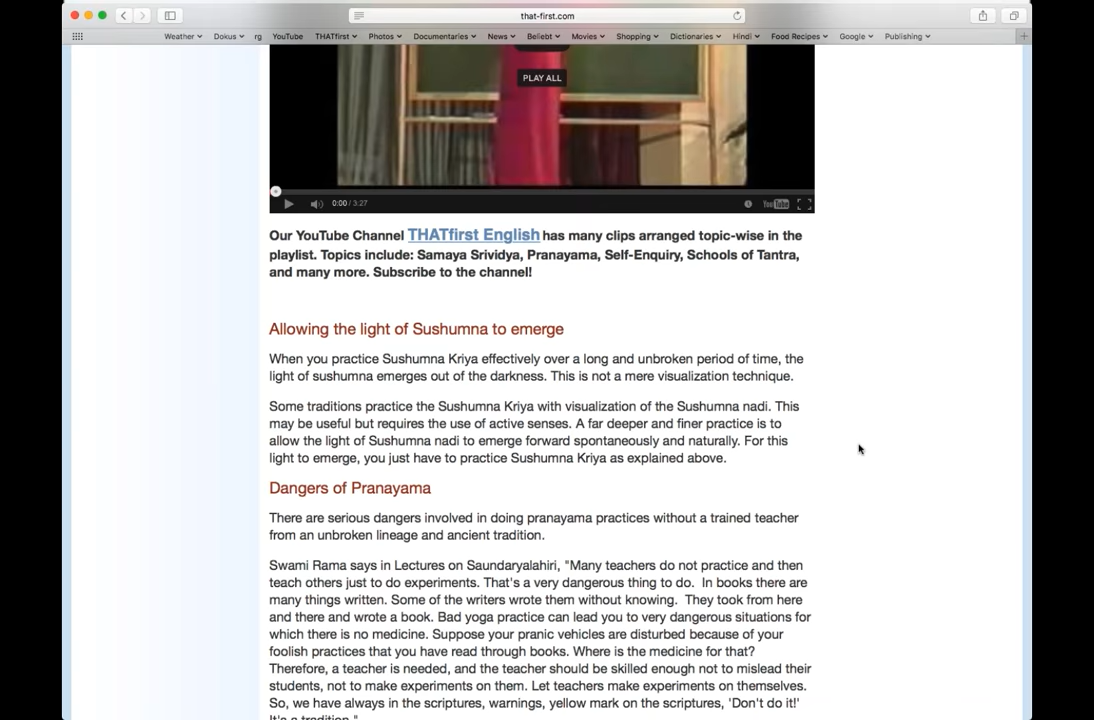 that-first.com
Weather Dokus rg YouTube THATfirst Photos Documentaries News Beliebt Movies Shopping Dictionaries Hindi Food Recipes Google Publishing
PLAY ALL
0:00 / 3:27
YouTube
Our YouTube Channel THATfirst English has many clips arranged topic-wise in the
playlist. Topics include: Samaya Srividya, Pranayama, Self-Enquiry, Schools of Tantra,
and many more. Subscribe to the channel!
Allowing the light of Sushumna to emerge
When you practice Sushumna Kriya effectively over a long and unbroken period of time, the
light of sushumna emerges out of the darkness. This is not a mere visualization technique.
Some traditions practice the Sushumna Kriya with visualization of the Sushumna nadi. This
may be useful but requires the use of active senses. A far deeper and finer practice is to
allow the light of Sushumna nadi to emerge forward spontaneously and naturally. For this
light to emerge, you just have to practice Sushumna Kriya as explained above.
Dangers of Pranayama
There are serious dangers involved in doing pranayama practices without a trained teacher
from an unbroken lineage and ancient tradition.
Swami Rama says in Lectures on Saundaryalahiri, "Many teachers do not practice and then
teach others just to do experiments. That's a very dangerous thing to do. In books there are
many things written. Some of the writers wrote them without knowing. They took from here
and there and wrote a book. Bad yoga practice can lead you to very dangerous situations for
which there is no medicine. Suppose your pranic vehicles are disturbed because of your
foolish practices that you have read through books. Where is the medicine for that?
Therefore, a teacher is needed, and the teacher should be skilled enough not to mislead their
students, not to make experiments on them. Let teachers make experiments on themselves.
So, we have always in the scriptures, warnings, yellow mark on the scriptures, 'Don't do it!'
It's a tradition."